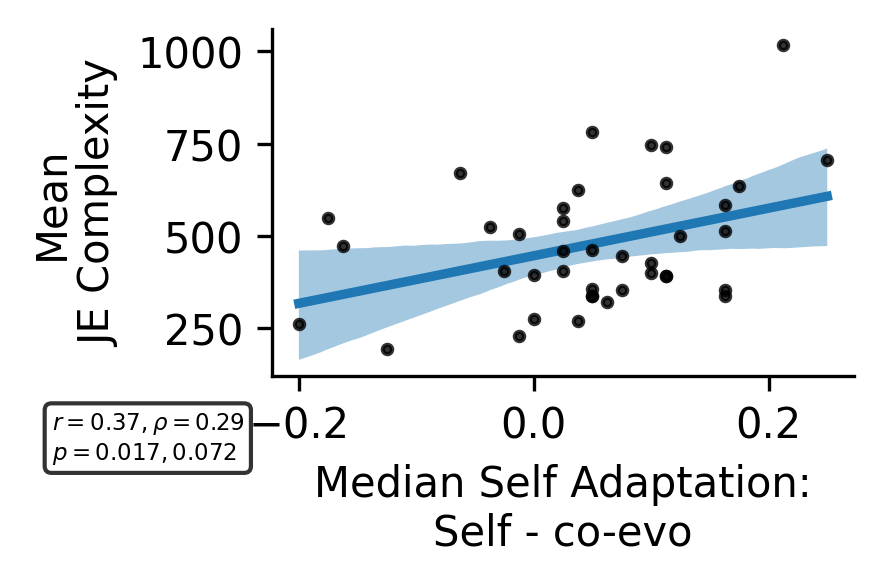 Mean
JE Complexity
1000
750
500
250
−0.2
0.0
0.2
r = 0.37, ρ = 0.29
p = 0.017, 0.072
Median Self Adaptation:
Self - co-evo